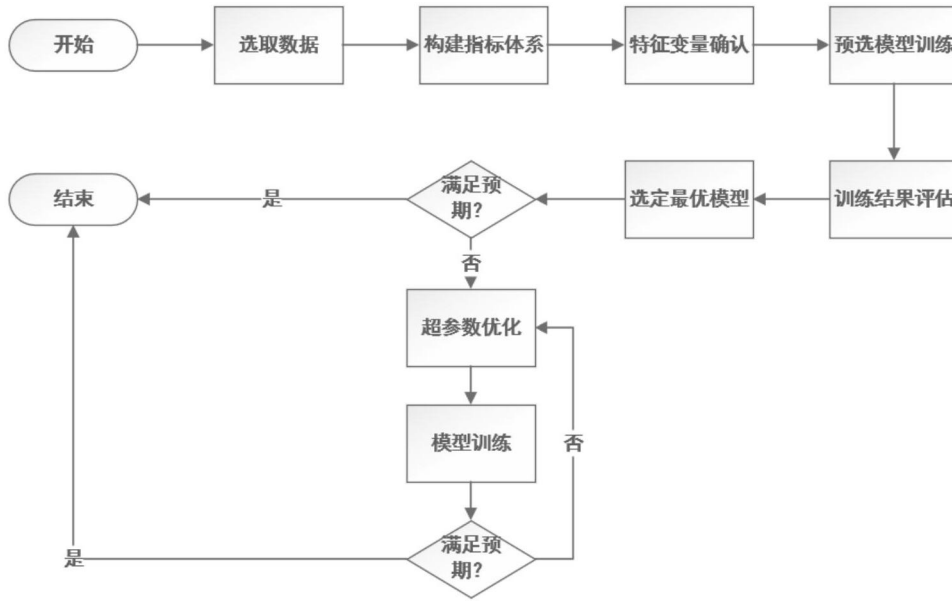 开始
选取数据
构建指标体系
特征变量确认
预选模型训练
结束
是
满足预
期？
选定最优模型
训练结果评估
否
超参数优化
模型训练
否
满足预
期？
是